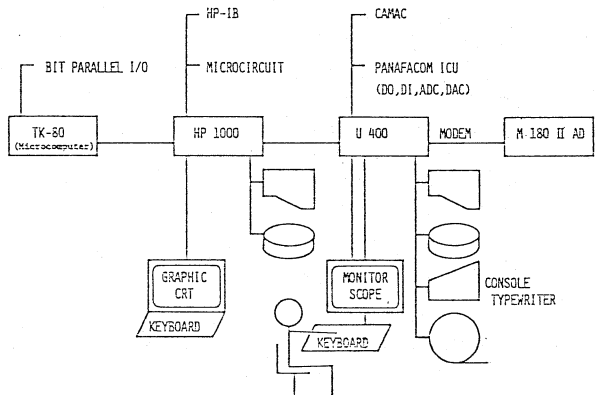 HP-IB
CAMAC
BIT PARALLEL I/O
MICROCIRCUIT
PANAFACOM ICU
(DO,DI,ADC,DAC)
TK-80
(Microcomputer)
HP 1000
U 400
MODEM
M-180 II AD
GRAPHIC
CRT
KEYBOARD
MONITOR
SCOPE
KEYBOARD
CONSOLE
TYPEWRITER